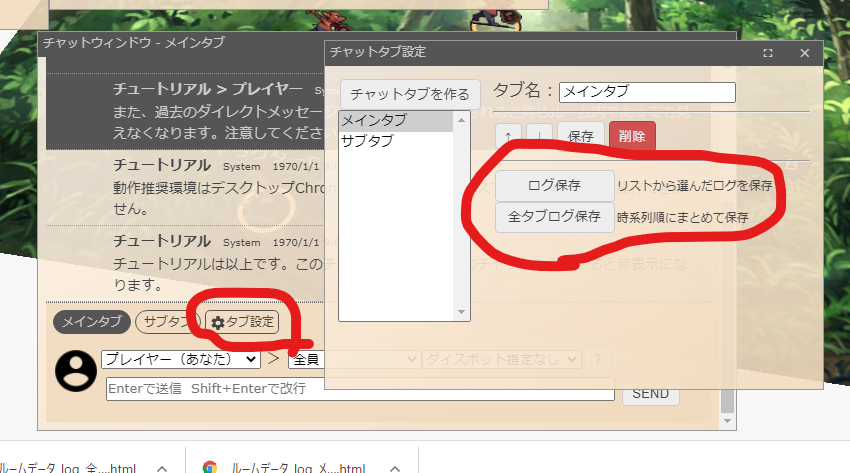 チャットウィンドウ - メインタブ
チャットタブ設定
チュートリアル > プレイヤー
また、過去のダイレクトメッセージ
えなくなります。注意してください
チュートリアル System 1970/1/1
動作推奨環境はデスクトップChro
せん。
チュートリアル System 1970/1/1
チュートリアルは以上です。このチ
ります。
メインタブ サブタブ タブ設定
プレイヤー（あなた） > 全員 ダイスボット指定なし ?
Enterで送信 Shift+Enterで改行 SEND
チャットタブを作る
メインタブ
サブタブ
タブ名： メインタブ
↑ ↓ 保存 削除
ログ保存 リストから選んだログを保存
全タブログ保存 時系列順にまとめて保存
ルームデータ_log_全....html
ルームデータ_log_メ....html